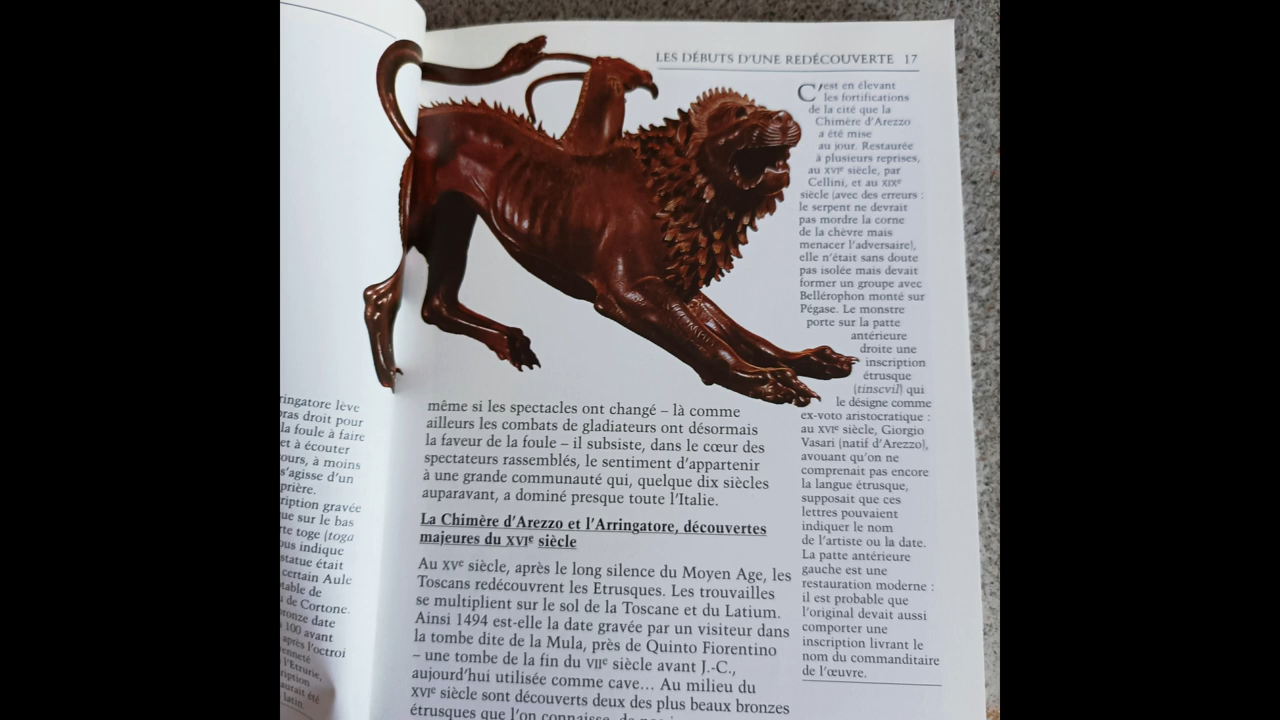 LES DÉBUTS D'UNE REDÉCOUVERTE 17
C'est en élevant
les fortifications
de la cité que la
Chimère d'Arezzo
a été mise
au jour. Restaurée
à plusieurs reprises,
au XVIe siècle, par
Cellini, et au XIXe
siècle (avec des erreurs :
le serpent ne devrait
pas mordre la corne
de la chèvre mais
menacer l'adversaire),
elle n'était sans doute
pas isolée mais devait
former un groupe avec
Bellérophon monté sur
Pégase. Le monstre
porte sur la patte
antérieure
droite une
inscription
étrusque
(tinscvil) qui
le désigne comme
ex-voto aristocratique :
au XVIe siècle, Giorgio
Vasari (natif d'Arezzo),
avouant qu'on ne
comprenait pas encore
la langue étrusque,
supposait que ces
lettres pouvaient
indiquer le nom
de l'artiste ou la date.
La patte antérieure
gauche est une
restauration moderne :
il est probable que
l'original devait aussi
comporter une
inscription livrant le
nom du commanditaire
de l'œuvre.
même si les spectacles ont changé – là comme
ailleurs les combats de gladiateurs ont désormais
la faveur de la foule – il subsiste, dans le cœur des
spectateurs rassemblés, le sentiment d'appartenir
à une grande communauté qui, quelque dix siècles
auparavant, a dominé presque toute l'Italie.
La Chimère d'Arezzo et l'Arringatore, découvertes
majeures du XVIe siècle
Au XVe siècle, après le long silence du Moyen Age, les
Toscans redécouvrent les Etrusques. Les trouvailles
se multiplient sur le sol de la Toscane et du Latium.
Ainsi 1494 est-elle la date gravée par un visiteur dans
la tombe dite de la Mula, près de Quinto Fiorentino
– une tombe de la fin du VIIe siècle avant J.-C.,
aujourd'hui utilisée comme cave… Au milieu du
XVIe siècle sont découverts deux des plus beaux bronzes
étrusques que l'on connaisse, de
lève
droit pour
la foule à faire
et à écouter
à moins
s'agisse d'un
gravée
sur le bas
toge (toga
indique
statue était
certain Aule
de
de Cortone.
date
100 avant
après l'octroi
l'Etrurie,
été
latin.